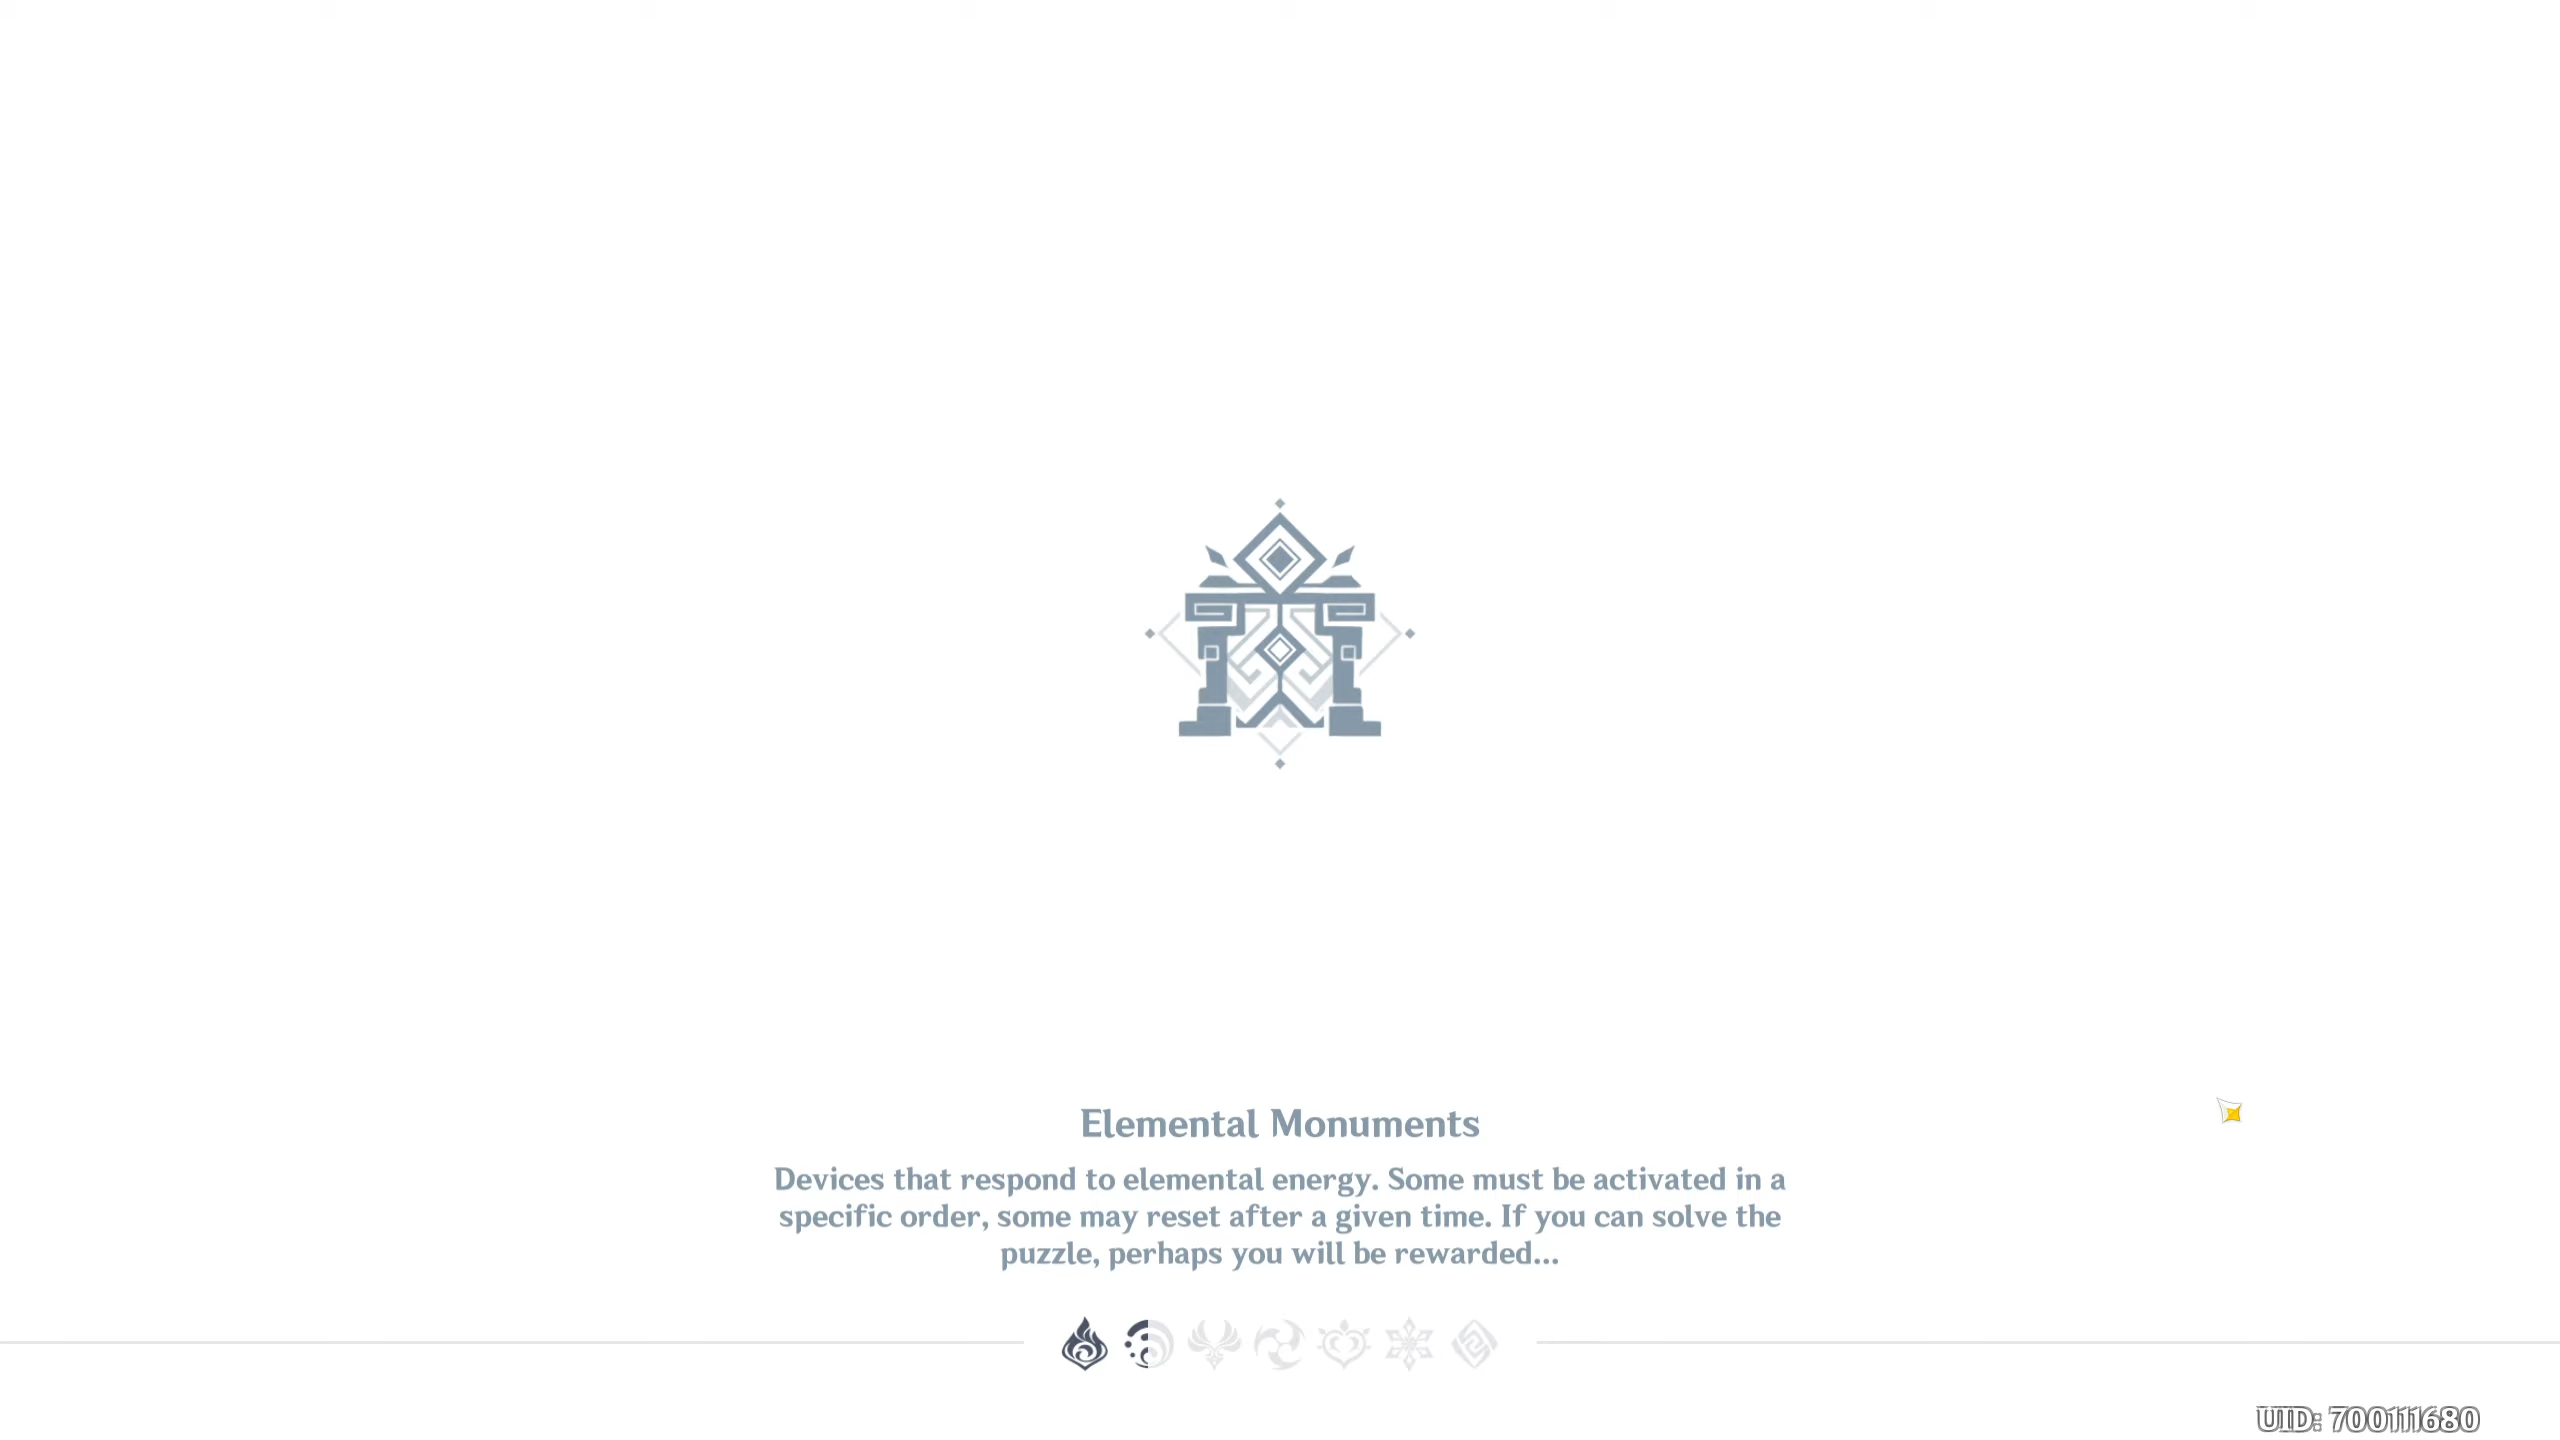 Elemental Monuments
Devices that respond to elemental energy. Some must be activated in a
specific order, some may reset after a given time. If you can solve the
puzzle, perhaps you will be rewarded...
UID: 700111680